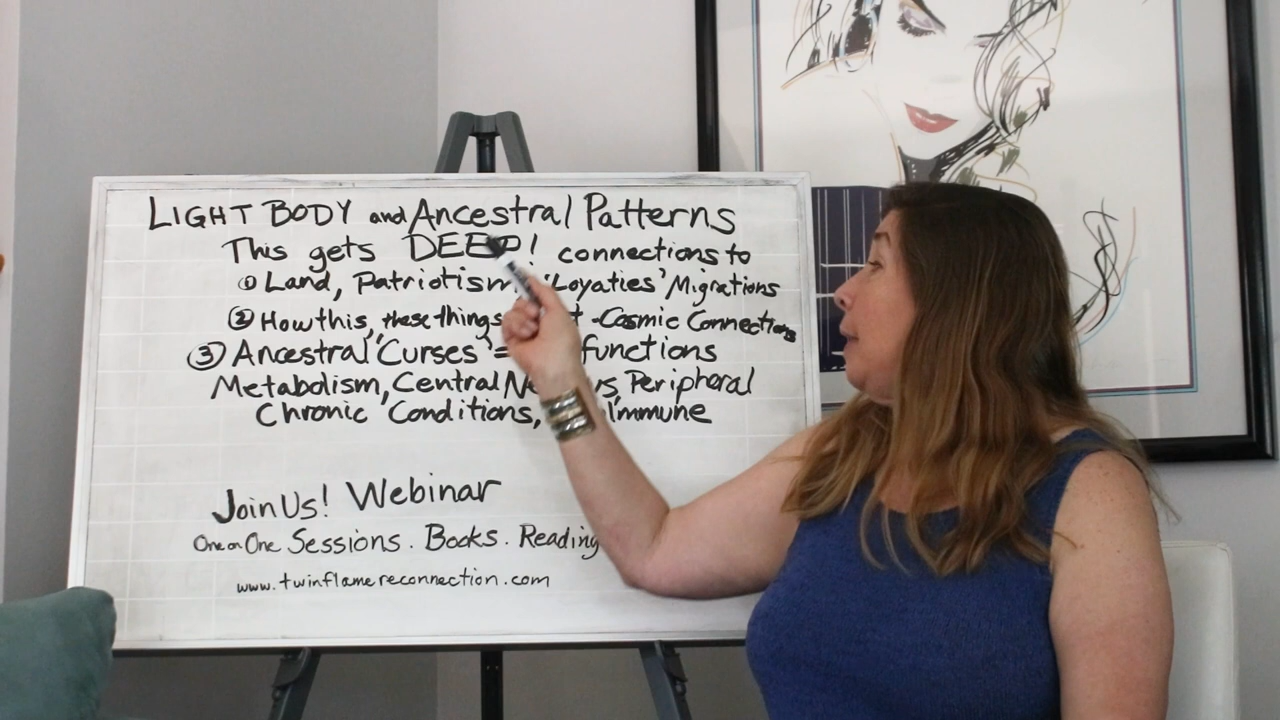 LIGHT BODY and Ancestral Patterns
This gets DEEP! connections to
① Land, Patriotism, 'Loyaties' Migrations
② How this, these things - Cosmic Connections
③ Ancestral 'Curses' = functions
Metabolism, Central Peripheral
Chronic Conditions, Immune
Join Us! Webinar
One on One Sessions. Books. Reading
www.twinflamereconnection.com